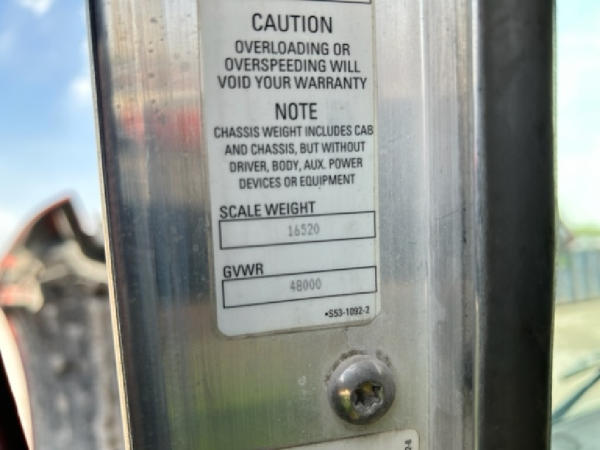 CAUTION
OVERLOADING OR
OVERSPEEDING WILL
VOID YOUR WARRANTY
NOTE
CHASSIS WEIGHT INCLUDES CAB
AND CHASSIS, BUT WITHOUT
DRIVER, BODY, AUX. POWER
DEVICES OR EQUIPMENT
SCALE WEIGHT
16520
GVWR
48000
•S53-1092-2